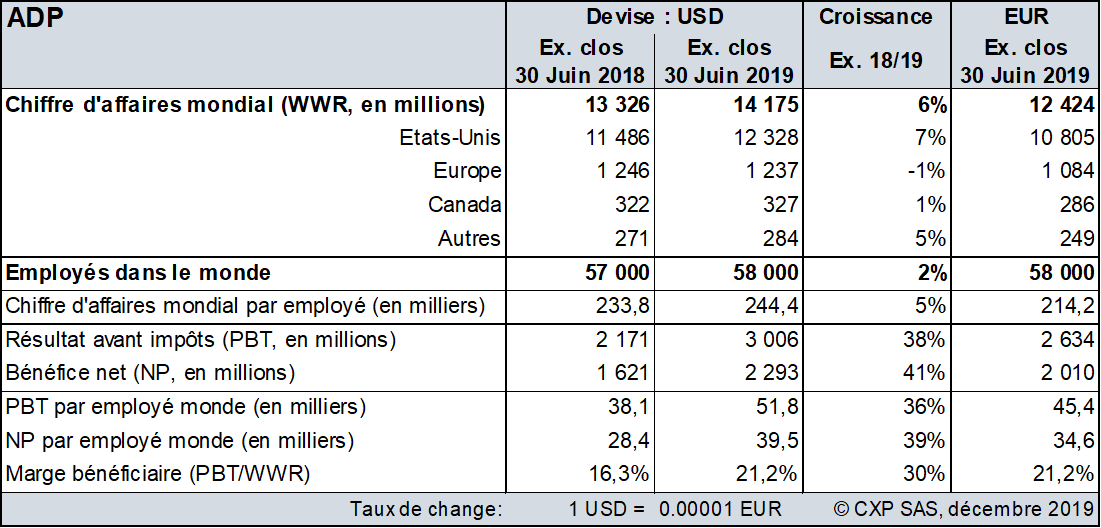 ADP Devise : USD Croissance EUR
Ex. clos Ex. clos Ex. 18/19 Ex. clos
30 Juin 2018 30 Juin 2019 30 Juin 2019
Chiffre d'affaires mondial (WWR, en millions) 13 326 14 175 6% 12 424
Etats-Unis 11 486 12 328 7% 10 805
Europe 1 246 1 237 -1% 1 084
Canada 322 327 1% 286
Autres 271 284 5% 249
Employés dans le monde 57 000 58 000 2% 58 000
Chiffre d'affaires mondial par employé (en milliers) 233,8 244,4 5% 214,2
Résultat avant impôts (PBT, en millions) 2 171 3 006 38% 2 634
Bénéfice net (NP, en millions) 1 621 2 293 41% 2 010
PBT par employé monde (en milliers) 38,1 51,8 36% 45,4
NP par employé monde (en milliers) 28,4 39,5 39% 34,6
Marge bénéficiaire (PBT/WWR) 16,3% 21,2% 30% 21,2%
Taux de change: 1 USD = 0.00001 EUR © CXP SAS, décembre 2019